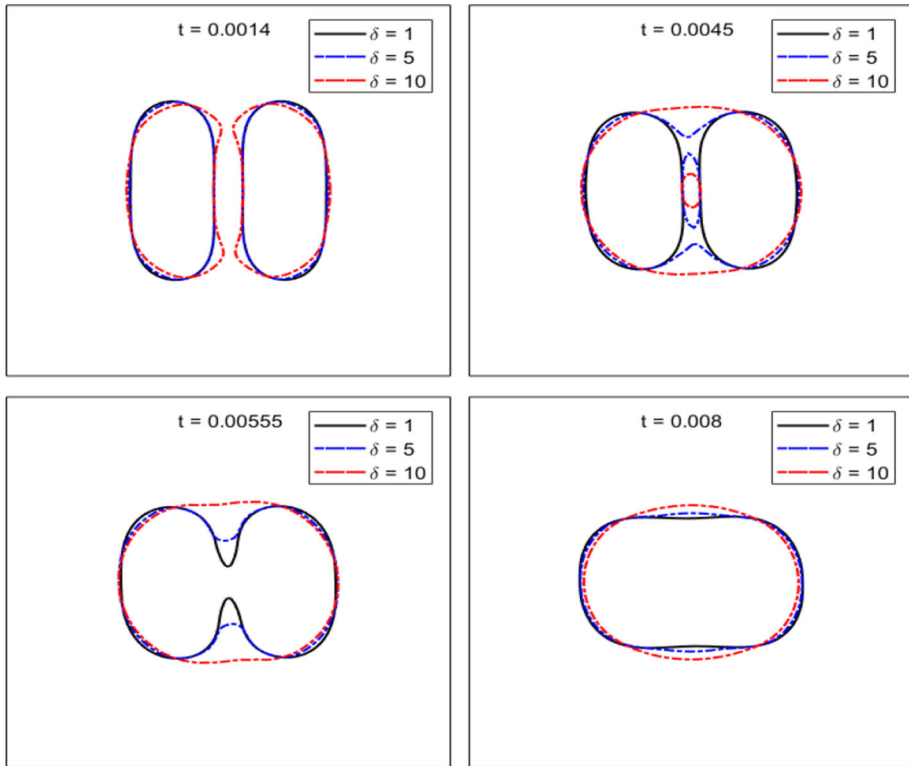 t = 0.0014
δ = 1
δ = 5
δ = 10
t = 0.0045
δ = 1
δ = 5
δ = 10
t = 0.00555
δ = 1
δ = 5
δ = 10
t = 0.008
δ = 1
δ = 5
δ = 10